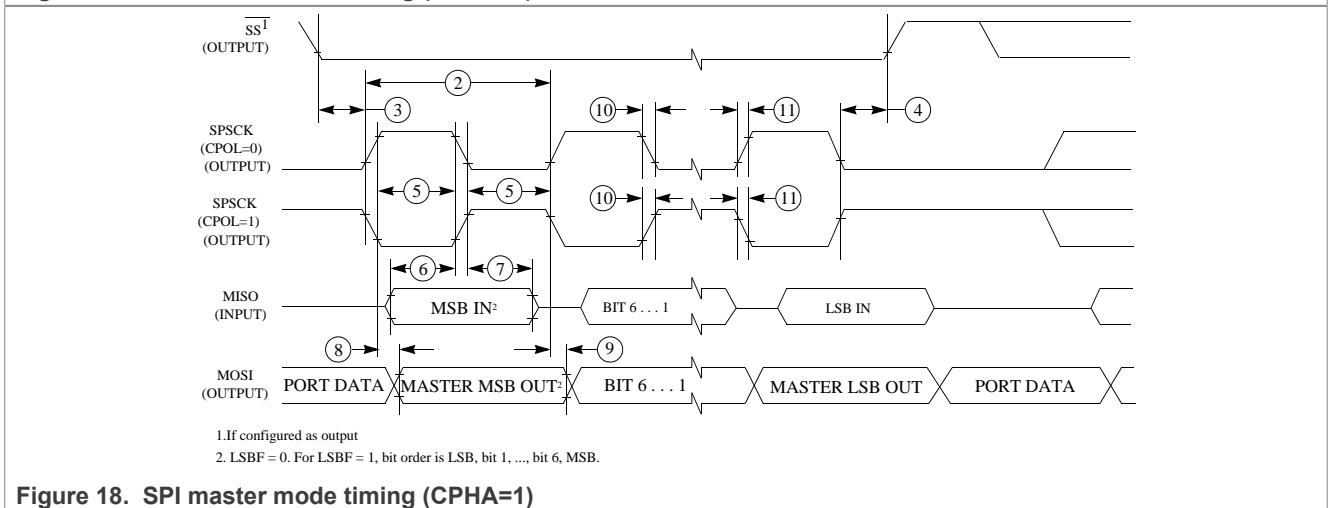 SS1
(OUTPUT)
2
3
10
11
4
SPSCK
(CPOL=0)
(OUTPUT)
5
5
SPSCK
(CPOL=1)
(OUTPUT)
10
11
6
7
MISO
(INPUT)
MSB IN2
BIT 6 . . . 1
LSB IN
8
9
MOSI
(OUTPUT)
PORT DATA
MASTER MSB OUT2
BIT 6 . . . 1
MASTER LSB OUT
PORT DATA
1.If configured as output
2. LSBF = 0. For LSBF = 1, bit order is LSB, bit 1, ..., bit 6, MSB.
Figure 18. SPI master mode timing (CPHA=1)